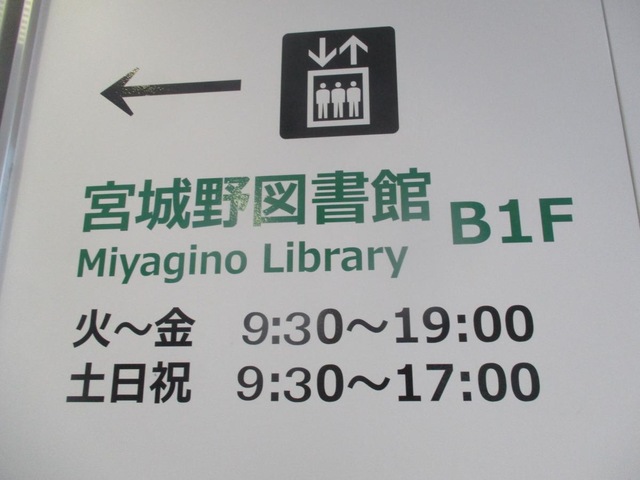 宮城野図書館 B1F
Miyagino Library
火～金 9:30～19:00
土日祝 9:30～17:00